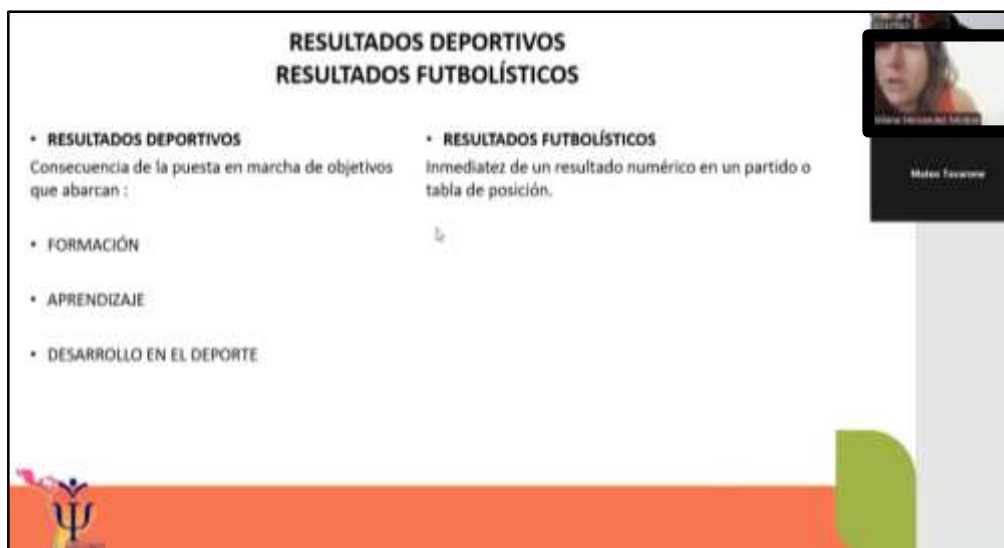 RESULTADOS DEPORTIVOS
RESULTADOS FUTBOLÍSTICOS
• RESULTADOS DEPORTIVOS
Consecuencia de la puesta en marcha de objetivos
que abarcan :
• FORMACIÓN
• APRENDIZAJE
• DESARROLLO EN EL DEPORTE
• RESULTADOS FUTBOLÍSTICOS
Inmediatez de un resultado numérico en un partido o
tabla de posición.
Mateo Tavarone